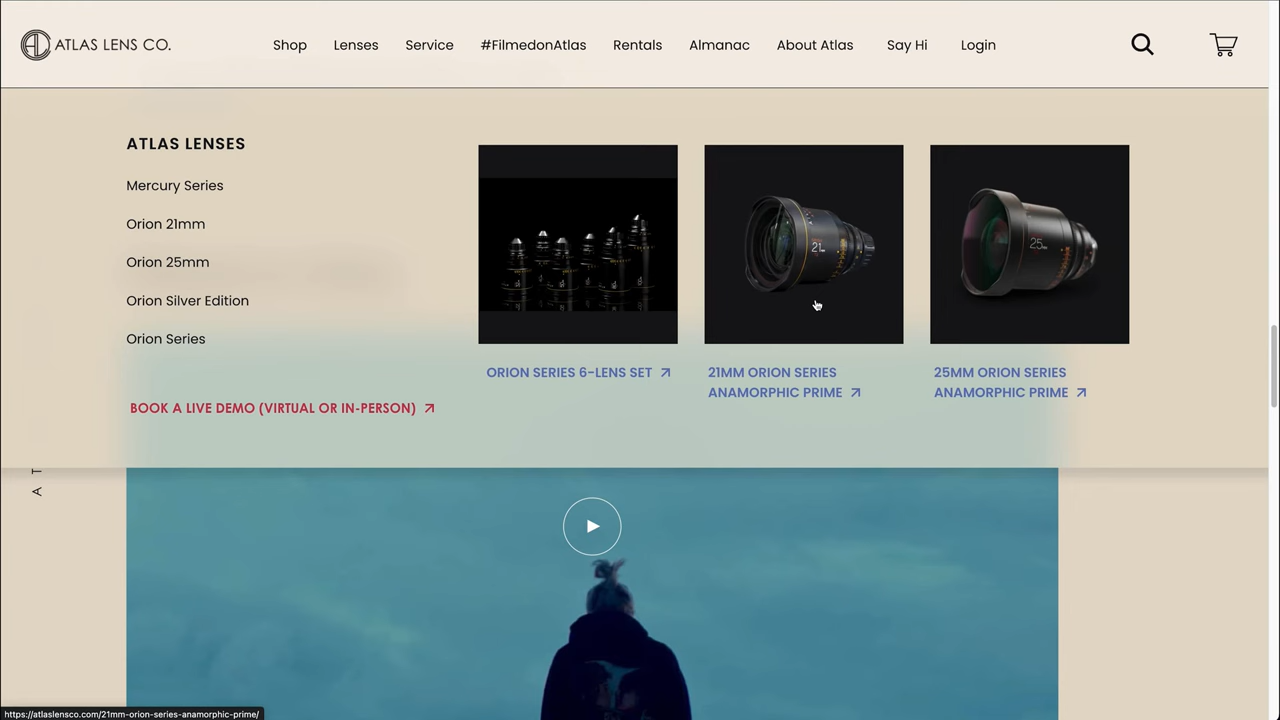 ATLAS LENS CO.
Shop
Lenses
Service
#FilmedonAtlas
Rentals
Almanac
About Atlas
Say Hi
Login
ATLAS LENSES
Mercury Series
Orion 21mm
Orion 25mm
Orion Silver Edition
Orion Series
BOOK A LIVE DEMO (VIRTUAL OR IN-PERSON)
21
25
ORION SERIES 6-LENS SET
21MM ORION SERIES
ANAMORPHIC PRIME
25MM ORION SERIES
ANAMORPHIC PRIME
A T
https://atlaslensco.com/21mm-orion-series-anamorphic-prime/